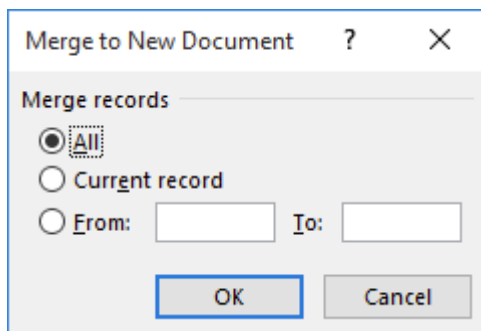 Merge to New Document ?
Merge records
All
Current record
From: To:
OK Cancel